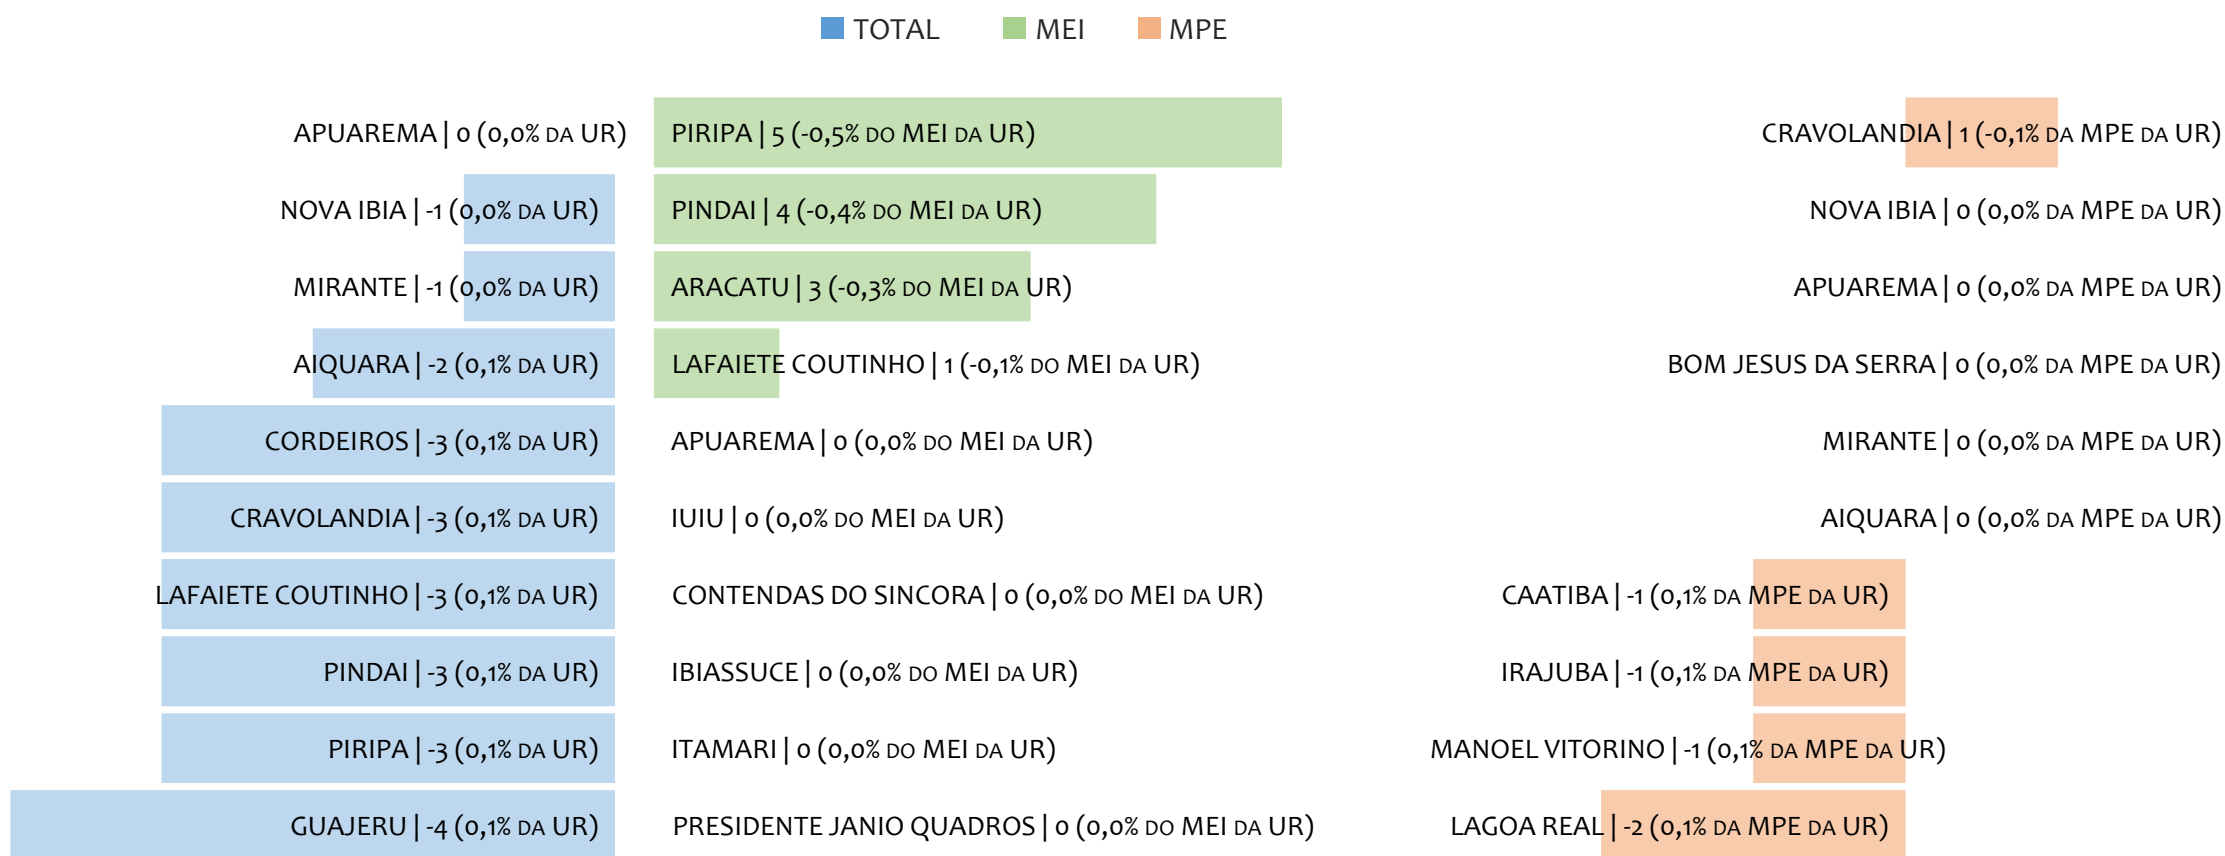 TOTAL MEI MPE
APUAREMA | 0 (0,0% DA UR)
NOVA IBIA | -1 (0,0% DA UR)
MIRANTE | -1 (0,0% DA UR)
AIQUARA | -2 (0,1% DA UR)
CORDEIROS | -3 (0,1% DA UR)
CRAVOLANDIA | -3 (0,1% DA UR)
LAFAIETE COUTINHO | -3 (0,1% DA UR)
PINDAI | -3 (0,1% DA UR)
PIRIPA | -3 (0,1% DA UR)
GUAJERU | -4 (0,1% DA UR)
PIRIPA | 5 (-0,5% DO MEI DA UR)
PINDAI | 4 (-0,4% DO MEI DA UR)
ARACATU | 3 (-0,3% DO MEI DA UR)
LAFAIETE COUTINHO | 1 (-0,1% DO MEI DA UR)
APUAREMA | 0 (0,0% DO MEI DA UR)
IUIU | 0 (0,0% DO MEI DA UR)
CONTENDAS DO SINCORA | 0 (0,0% DO MEI DA UR)
IBIASSUCE | 0 (0,0% DO MEI DA UR)
ITAMARI | 0 (0,0% DO MEI DA UR)
PRESIDENTE JANIO QUADROS | 0 (0,0% DO MEI DA UR)
CRAVOLANDIA | 1 (-0,1% DA MPE DA UR)
NOVA IBIA | 0 (0,0% DA MPE DA UR)
APUAREMA | 0 (0,0% DA MPE DA UR)
BOM JESUS DA SERRA | 0 (0,0% DA MPE DA UR)
MIRANTE | 0 (0,0% DA MPE DA UR)
AIQUARA | 0 (0,0% DA MPE DA UR)
CAATIBA | -1 (0,1% DA MPE DA UR)
IRAJUBA | -1 (0,1% DA MPE DA UR)
MANOEL VITORINO | -1 (0,1% DA MPE DA UR)
LAGOA REAL | -2 (0,1% DA MPE DA UR)